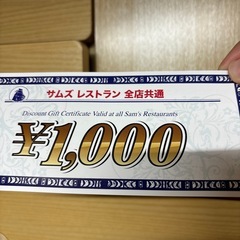 サムズ レストラン 全店共通
Discount Gift Certificate Valid at all Sam's Restaurants
¥1,000